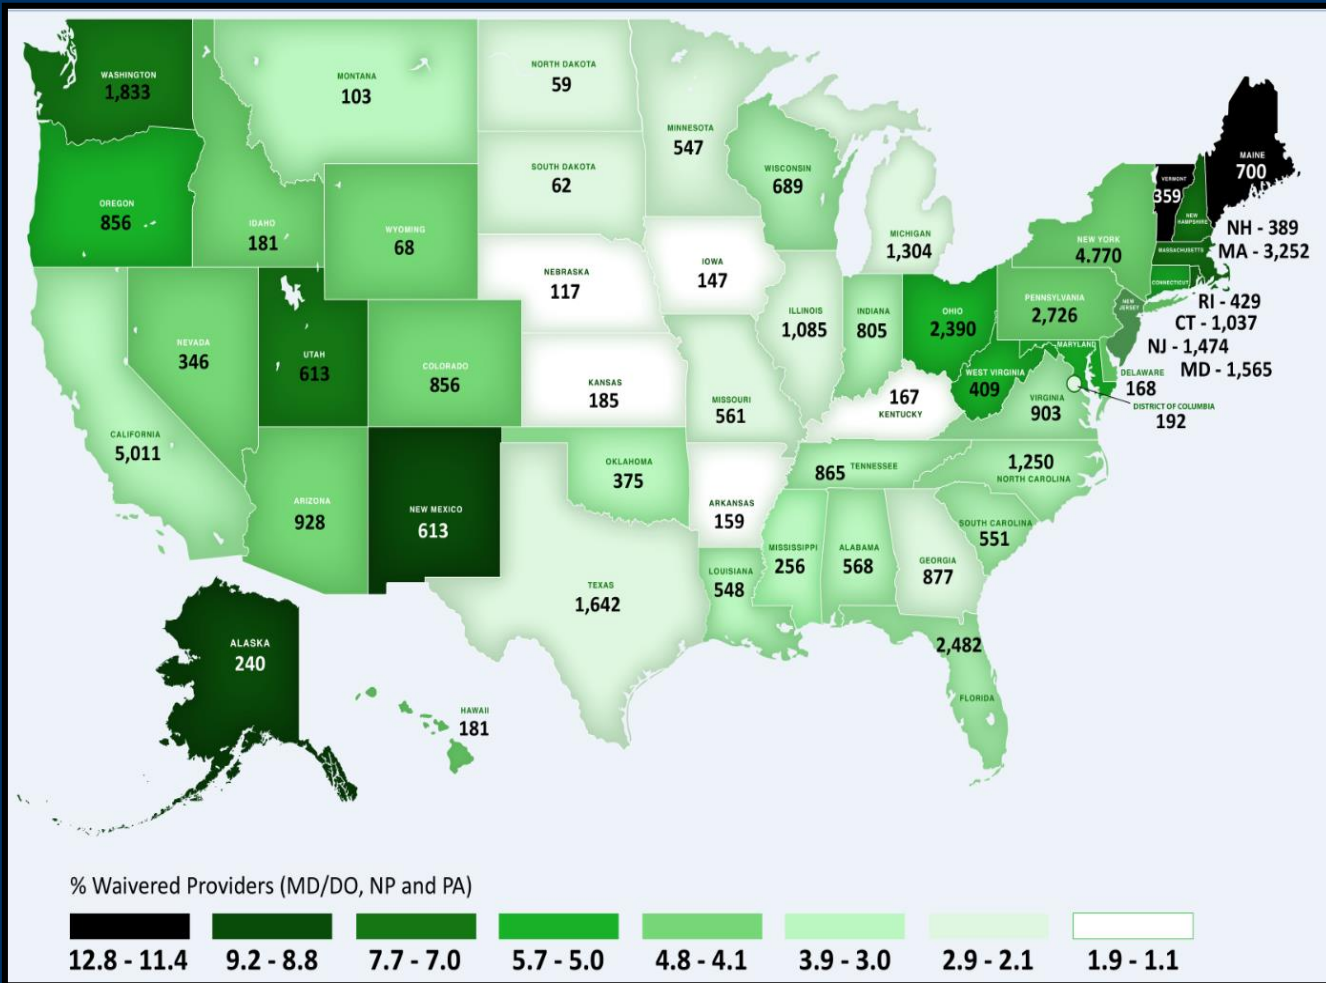 WASHINGTON
1,833
OREGON
856
IDAHO
181
MONTANA
103
WYOMING
68
NORTH DAKOTA
59
SOUTH DAKOTA
62
NEBRASKA
117
KANSAS
185
MINNESOTA
547
IOWA
147
MISSOURI
561
WISCONSIN
689
ILLINOIS
1,085
MICHIGAN
1,304
INDIANA
805
OHIO
2,390
167
KENTUCKY
WEST VIRGINIA
409
VIRGINIA
903
PENNSYLVANIA
2,726
NEW YORK
4.770
VERMONT
359
NEW
HAMPSHIRE
MAINE
700
MASSACHUSETTS
CONNECTICUT
NEW
JERSEY
MARYLAND
NH - 389
MA - 3,252
RI - 429
CT - 1,037
NJ - 1,474
MD - 1,565
DELAWARE
168
DISTRICT OF COLUMBIA
192
NEVADA
346
UTAH
613
COLORADO
856
CALIFORNIA
5,011
ARIZONA
928
NEW MEXICO
613
OKLAHOMA
375
TEXAS
1,642
ARKANSAS
159
LOUISIANA
548
MISSISSIPPI
256
ALABAMA
568
865 TENNESSEE
1,250
NORTH CAROLINA
SOUTH CAROLINA
551
GEORGIA
877
2,482
FLORIDA
ALASKA
240
HAWAII
181
% Waivered Providers (MD/DO, NP and PA)
12.8 - 11.4
9.2 - 8.8
7.7 - 7.0
5.7 - 5.0
4.8 - 4.1
3.9 - 3.0
2.9 - 2.1
1.9 - 1.1